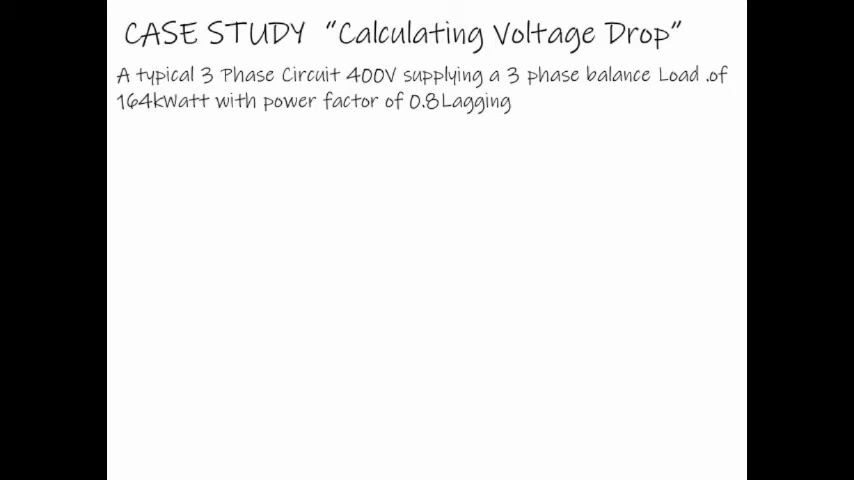 CASE STUDY “Calculating Voltage Drop”
A typical 3 Phase Circuit 400V supplying a 3 phase balance Load .of
164kWatt with power factor of 0.8Lagging